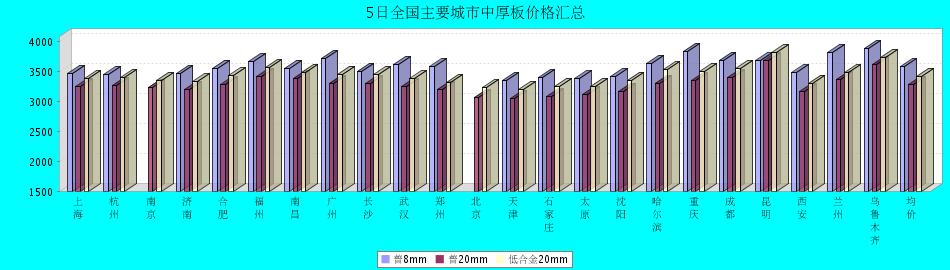 5日全国主要城市中厚板价格汇总
4000
3500
3000
2500
2000
1500
上海
杭州
南京
济南
合肥
福州
南昌
广州
长沙
武汉
郑州
北京
天津
石家庄
太原
沈阳
哈尔滨
重庆
成都
昆明
西安
兰州
乌鲁木齐
均价
普8mm 普20mm 低合金20mm